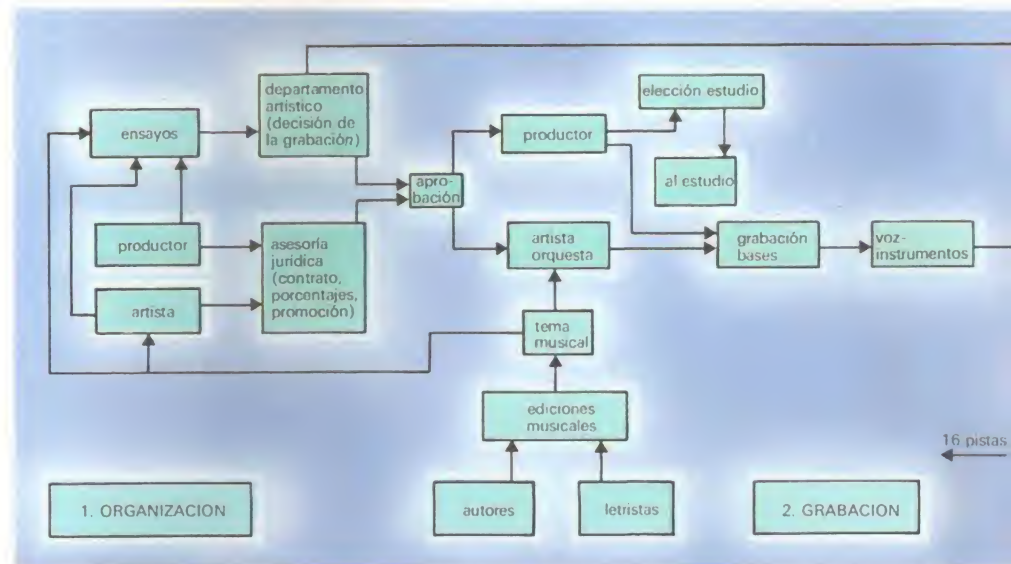 departamento
artístico
(decisión de
la grabación)
ensayos
productor
artista
asesoría
jurídica
(contrato,
porcentajes,
promoción)
apro-
bación
productor
elección estudio
al estudio
artista
orquesta
grabación
bases
voz-
instrumentos
tema
musical
ediciones
musicales
autores
letristas
16 pistas
1. ORGANIZACION
2. GRABACION